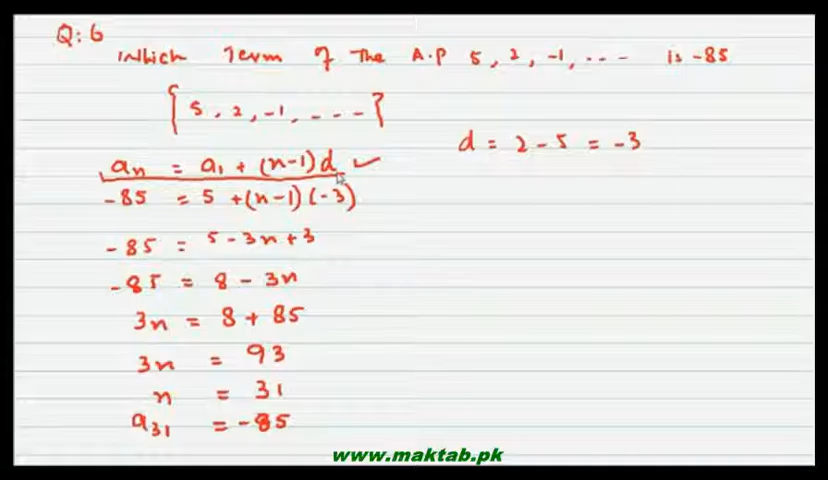 Q: 6
Which Term of The A.P 5, 2, -1, ... is -85
{ 5, 2, -1, ---- }
d = 2 - 5 = -3
an = a1 + (n-1)d ✓
-85 = 5 + (n-1)(-3)
-85 = 5 - 3n + 3
-85 = 8 - 3n
3n = 8 + 85
3n = 93
n = 31
a31 = -85
www.maktab.pk